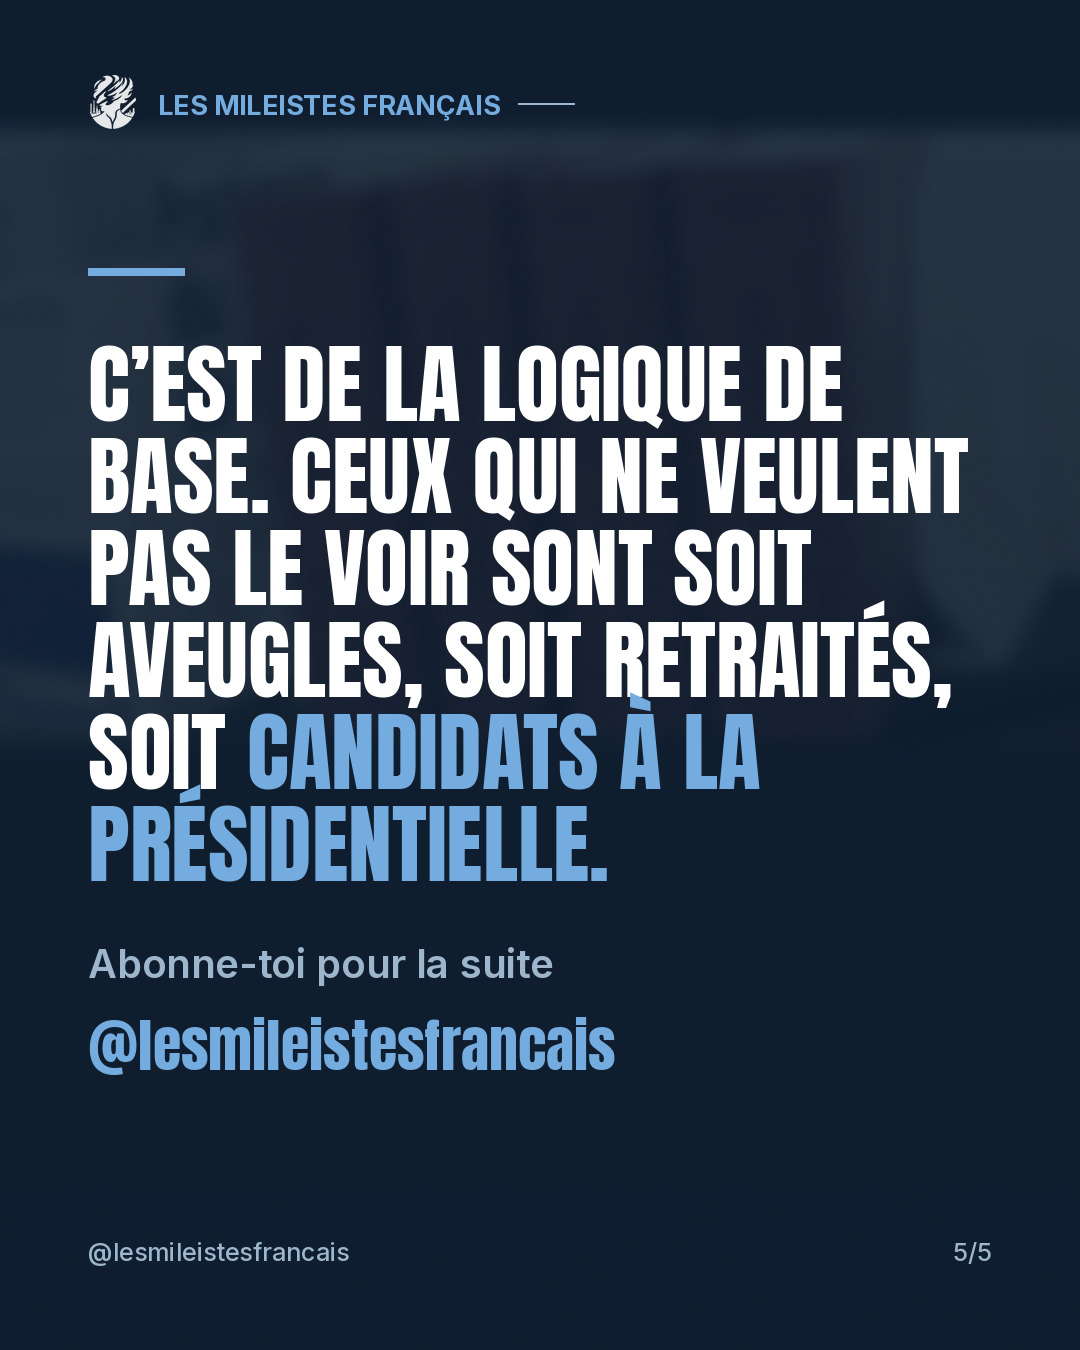 LES MILEISTES FRANÇAIS
C’EST DE LA LOGIQUE DE
BASE. CEUX QUI NE VEULENT
PAS LE VOIR SONT SOIT
AVEUGLES, SOIT RETRAITÉS,
SOIT CANDIDATS À LA
PRÉSIDENTIELLE.
Abonne-toi pour la suite
@lesmileistesfrancais
@lesmileistesfrancais
5/5